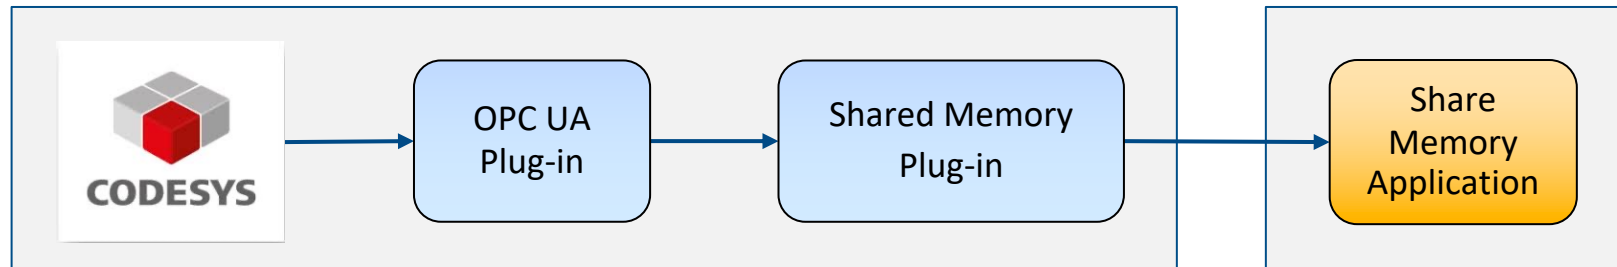 CODESYS
OPC UA
Plug-in
Shared Memory
Plug-in
Share
Memory
Application